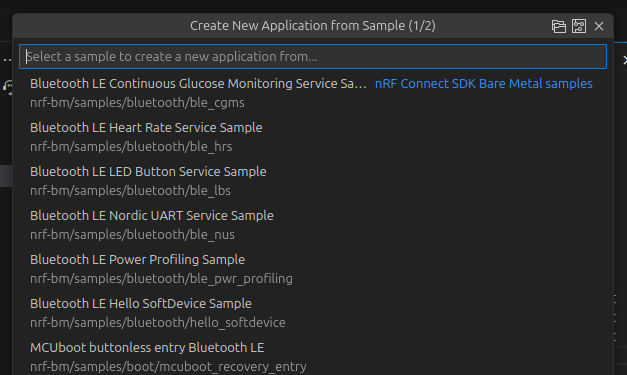 Create New Application from Sample (1/2)
Select a sample to create a new application from...
Bluetooth LE Continuous Glucose Monitoring Service Sa... nRF Connect SDK Bare Metal samples
nrf-bm/samples/bluetooth/ble_cgms
Bluetooth LE Heart Rate Service Sample
nrf-bm/samples/bluetooth/ble_hrs
Bluetooth LE LED Button Service Sample
nrf-bm/samples/bluetooth/ble_lbs
Bluetooth LE Nordic UART Service Sample
nrf-bm/samples/bluetooth/ble_nus
Bluetooth LE Power Profiling Sample
nrf-bm/samples/bluetooth/ble_pwr_profiling
Bluetooth LE Hello SoftDevice Sample
nrf-bm/samples/bluetooth/hello_softdevice
MCUboot buttonless entry Bluetooth LE
nrf-bm/samples/boot/mcuboot_recovery_entry